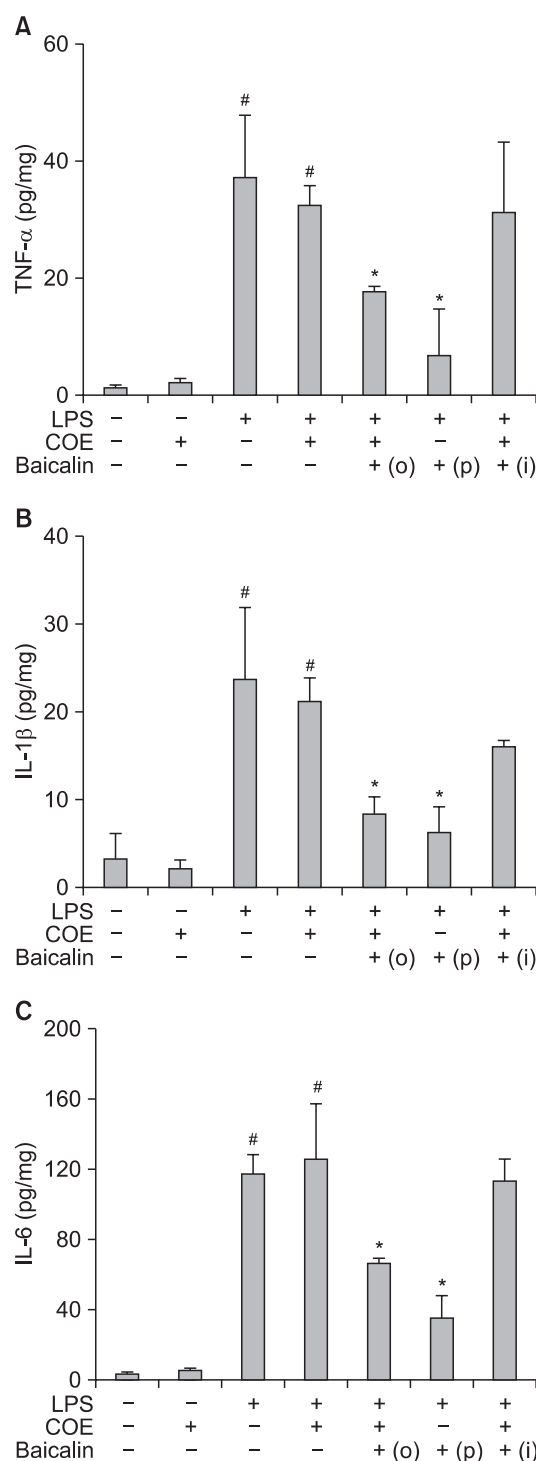 A
60
#
#
40
TNF-α (pg/mg)
*
*
20
0
LPS – – + + + + +
COE – + – + + – +
Baicalin – – – – + (o) + (p) + (i)
B
40
#
30
#
IL-1β (pg/mg)
20
*
*
10
0
LPS – – + + + + +
COE – + – + + – +
Baicalin – – – – + (o) + (p) + (i)
C
200
#
160
#
120
IL-6 (pg/mg)
*
80
*
40
0
LPS – – + + + + +
COE – + – + + – +
Baicalin – – – – + (o) + (p) + (i)